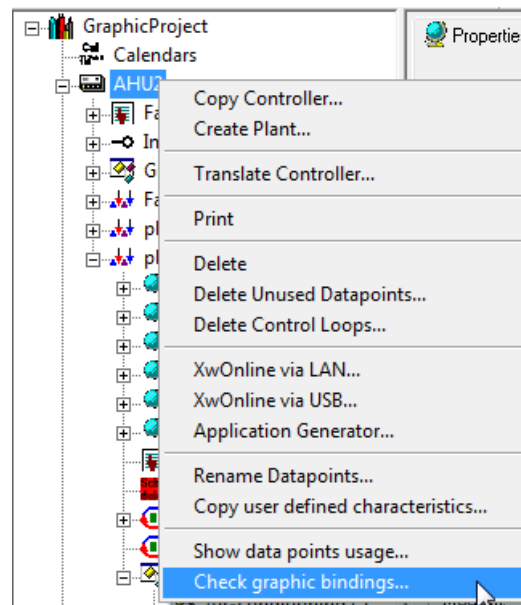 GraphicProject
Properties
Calendars
AHU2
Copy Controller...
Create Plant...
Translate Controller...
Print
Delete
Delete Unused Datapoints...
Delete Control Loops...
XwOnline via LAN...
XwOnline via USB...
Application Generator...
Rename Datapoints...
Copy user defined characteristics...
Show data points usage...
Check graphic bindings...